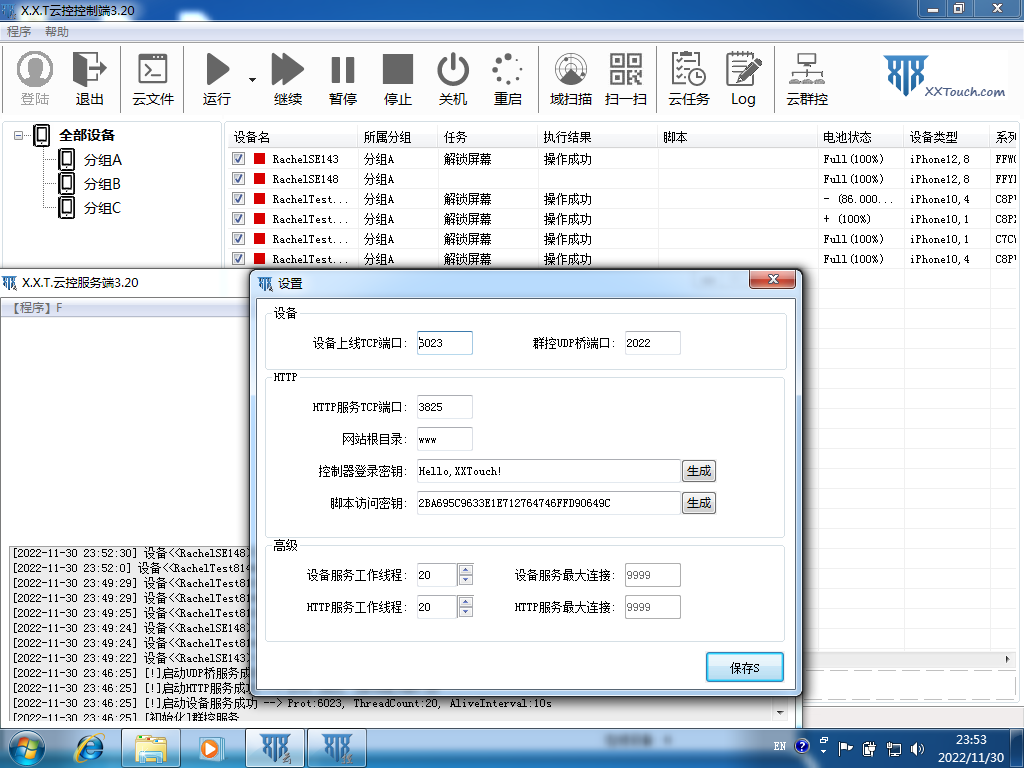 X.X.T云控控制端3.20
程序 帮助
登陆 退出 云文件 运行 继续 暂停 停止 关机 重启 域扫描 扫一扫 云任务 Log 云群控 XXTouch.com
全部设备
分组A
分组B
分组C
设备名 所属分组 任务 执行结果 脚本 电池状态 设备类型 系列
RachelSE143 分组A 解锁屏幕 操作成功 Full(100%) iPhone12,8
RachelSE148 分组A Full(100%) iPhone12,8
RachelTest... 分组A 解锁屏幕 操作成功 - (86.000... iPhone10,4
RachelTest... 分组A 解锁屏幕 操作成功 + (100%) iPhone10,1
RachelTest... 分组A 解锁屏幕 操作成功 Full(100%) iPhone10,1
RachelTest... 分组A 解锁屏幕 操作成功 Full(100%) iPhone10,4
X.X.T.云控服务端3.20
【程序】F
设置
设备
设备上线TCP端口: 6023 群控UDP桥端口: 2022
HTTP
HTTP服务TCP端口: 3825
网站根目录: www
控制器登录密钥: Hello,XXTouch! 生成
脚本访问密钥: 2BA695C9633E1E712764746FFD90649C 生成
高级
设备服务工作线程: 20 设备服务最大连接: 9999
HTTP服务工作线程: 20 HTTP服务最大连接: 9999
保存S
[2022-11-30 23:52:30] 设备<<RachelSE148
[2022-11-30 23:52:0] 设备<<RachelTest814
[2022-11-30 23:49:29] 设备<<RachelTest81
[2022-11-30 23:49:29] 设备<<RachelTest81
[2022-11-30 23:49:25] 设备<<RachelTest81
[2022-11-30 23:49:24] 设备<<RachelSE148
[2022-11-30 23:49:24] 设备<<RachelTest81
[2022-11-30 23:49:22] 设备<<RachelSE143
[2022-11-30 23:46:25] [!]启动UDP桥服务成
[2022-11-30 23:46:25] [!]启动HTTP服务成
[2022-11-30 23:46:25] [!]启动设备服务成功 --> Prot:6023, ThreadCount:20, AliveInterval:10s
[2022-11-30 23:46:25] [初始化]群控服务
EN
23:53
2022/11/30